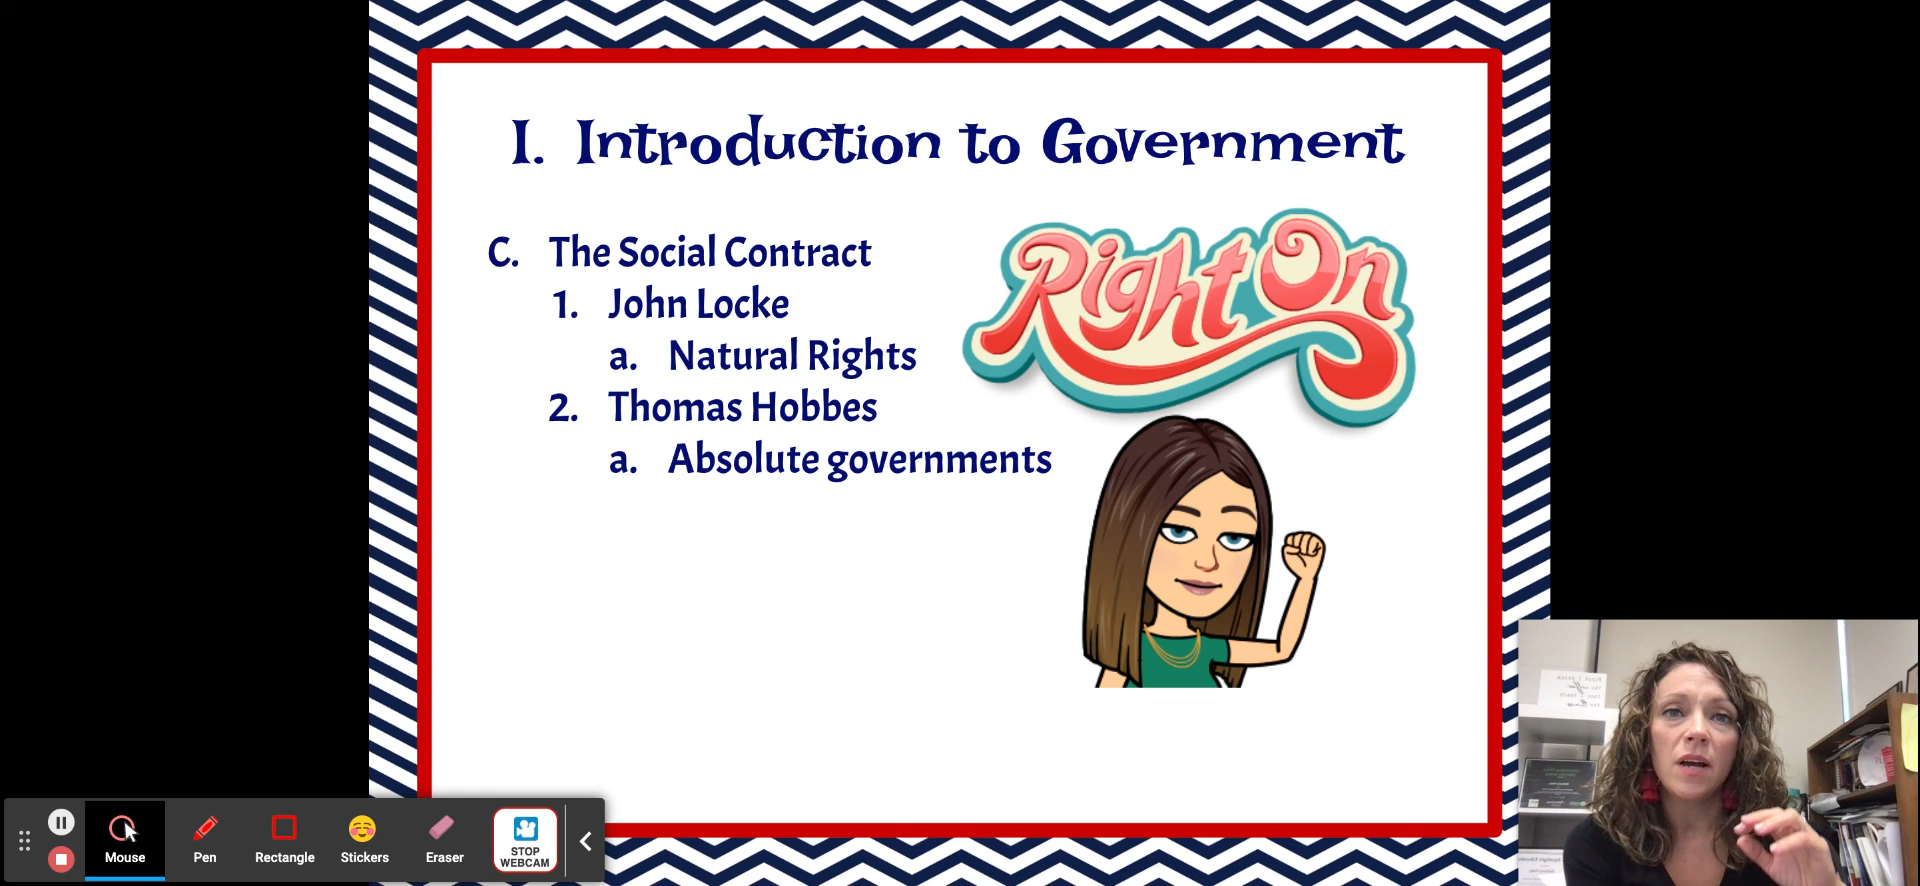 I. Introduction to Government
Right On
C. The Social Contract
1. John Locke
a. Natural Rights
2. Thomas Hobbes
a. Absolute governments
Mouse
Pen
Rectangle
Stickers
Eraser
STOP
WEBCAM